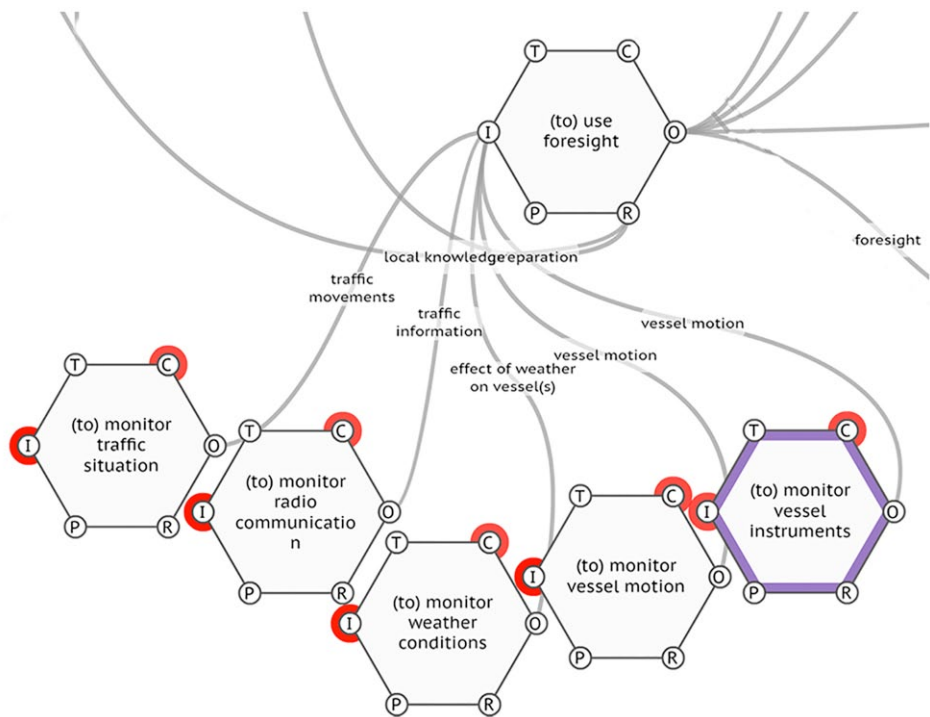 T
C
(to) use
foresight
I
O
P
R
foresight
local knowledge
eparation
traffic
movements
traffic
information
vessel motion
effect of weather
on vessel(s)
vessel motion
T
C
(to) monitor
traffic
situation
I
O
P
R
T
C
(to) monitor
radio
communicatio
n
I
O
P
R
T
C
(to) monitor
weather
conditions
I
O
P
R
T
C
(to) monitor
vessel motion
I
O
P
R
T
C
(to) monitor
vessel
instruments
I
O
P
R